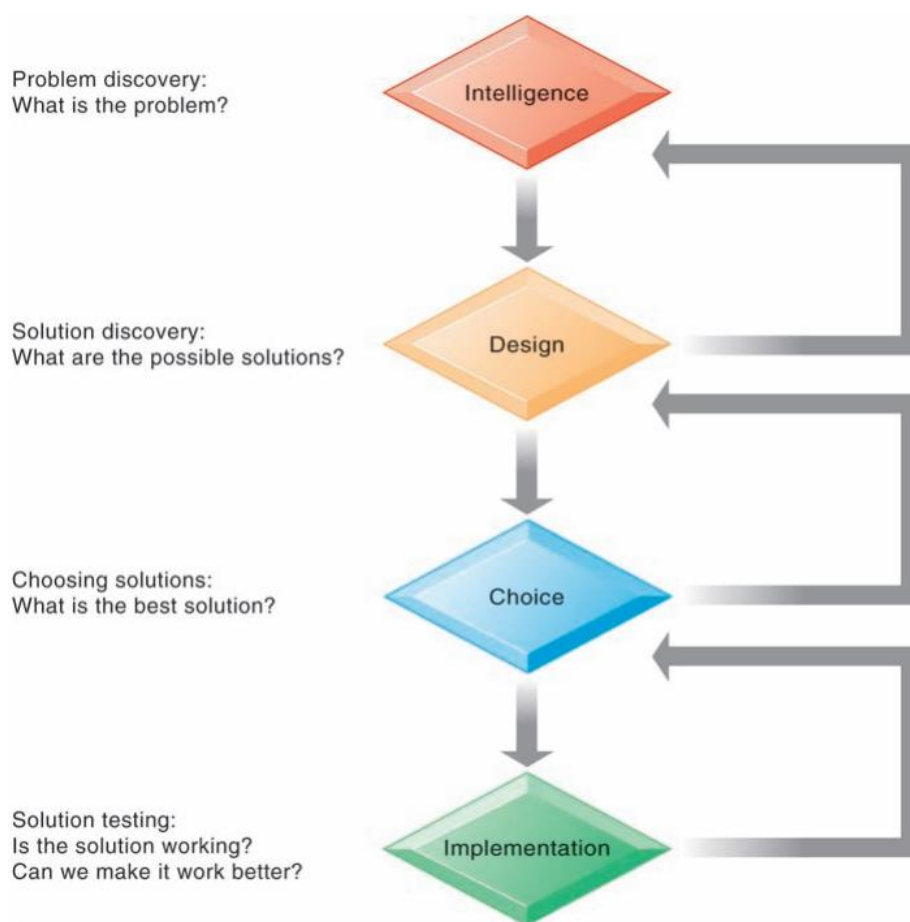 Problem discovery:
What is the problem?
Intelligence
Solution discovery:
What are the possible solutions?
Design
Choosing solutions:
What is the best solution?
Choice
Solution testing:
Is the solution working?
Can we make it work better?
Implementation